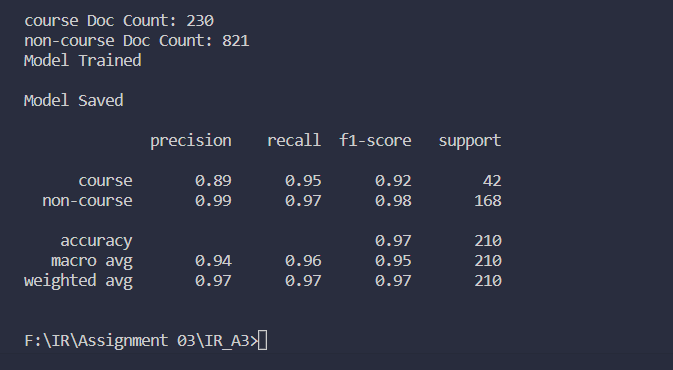 course Doc Count: 230
non-course Doc Count: 821
Model Trained
Model Saved
precision recall f1-score support
course 0.89 0.95 0.92 42
non-course 0.99 0.97 0.98 168
accuracy 0.97 210
macro avg 0.94 0.96 0.95 210
weighted avg 0.97 0.97 0.97 210
F:\IR\Assignment 03\IR_A3>